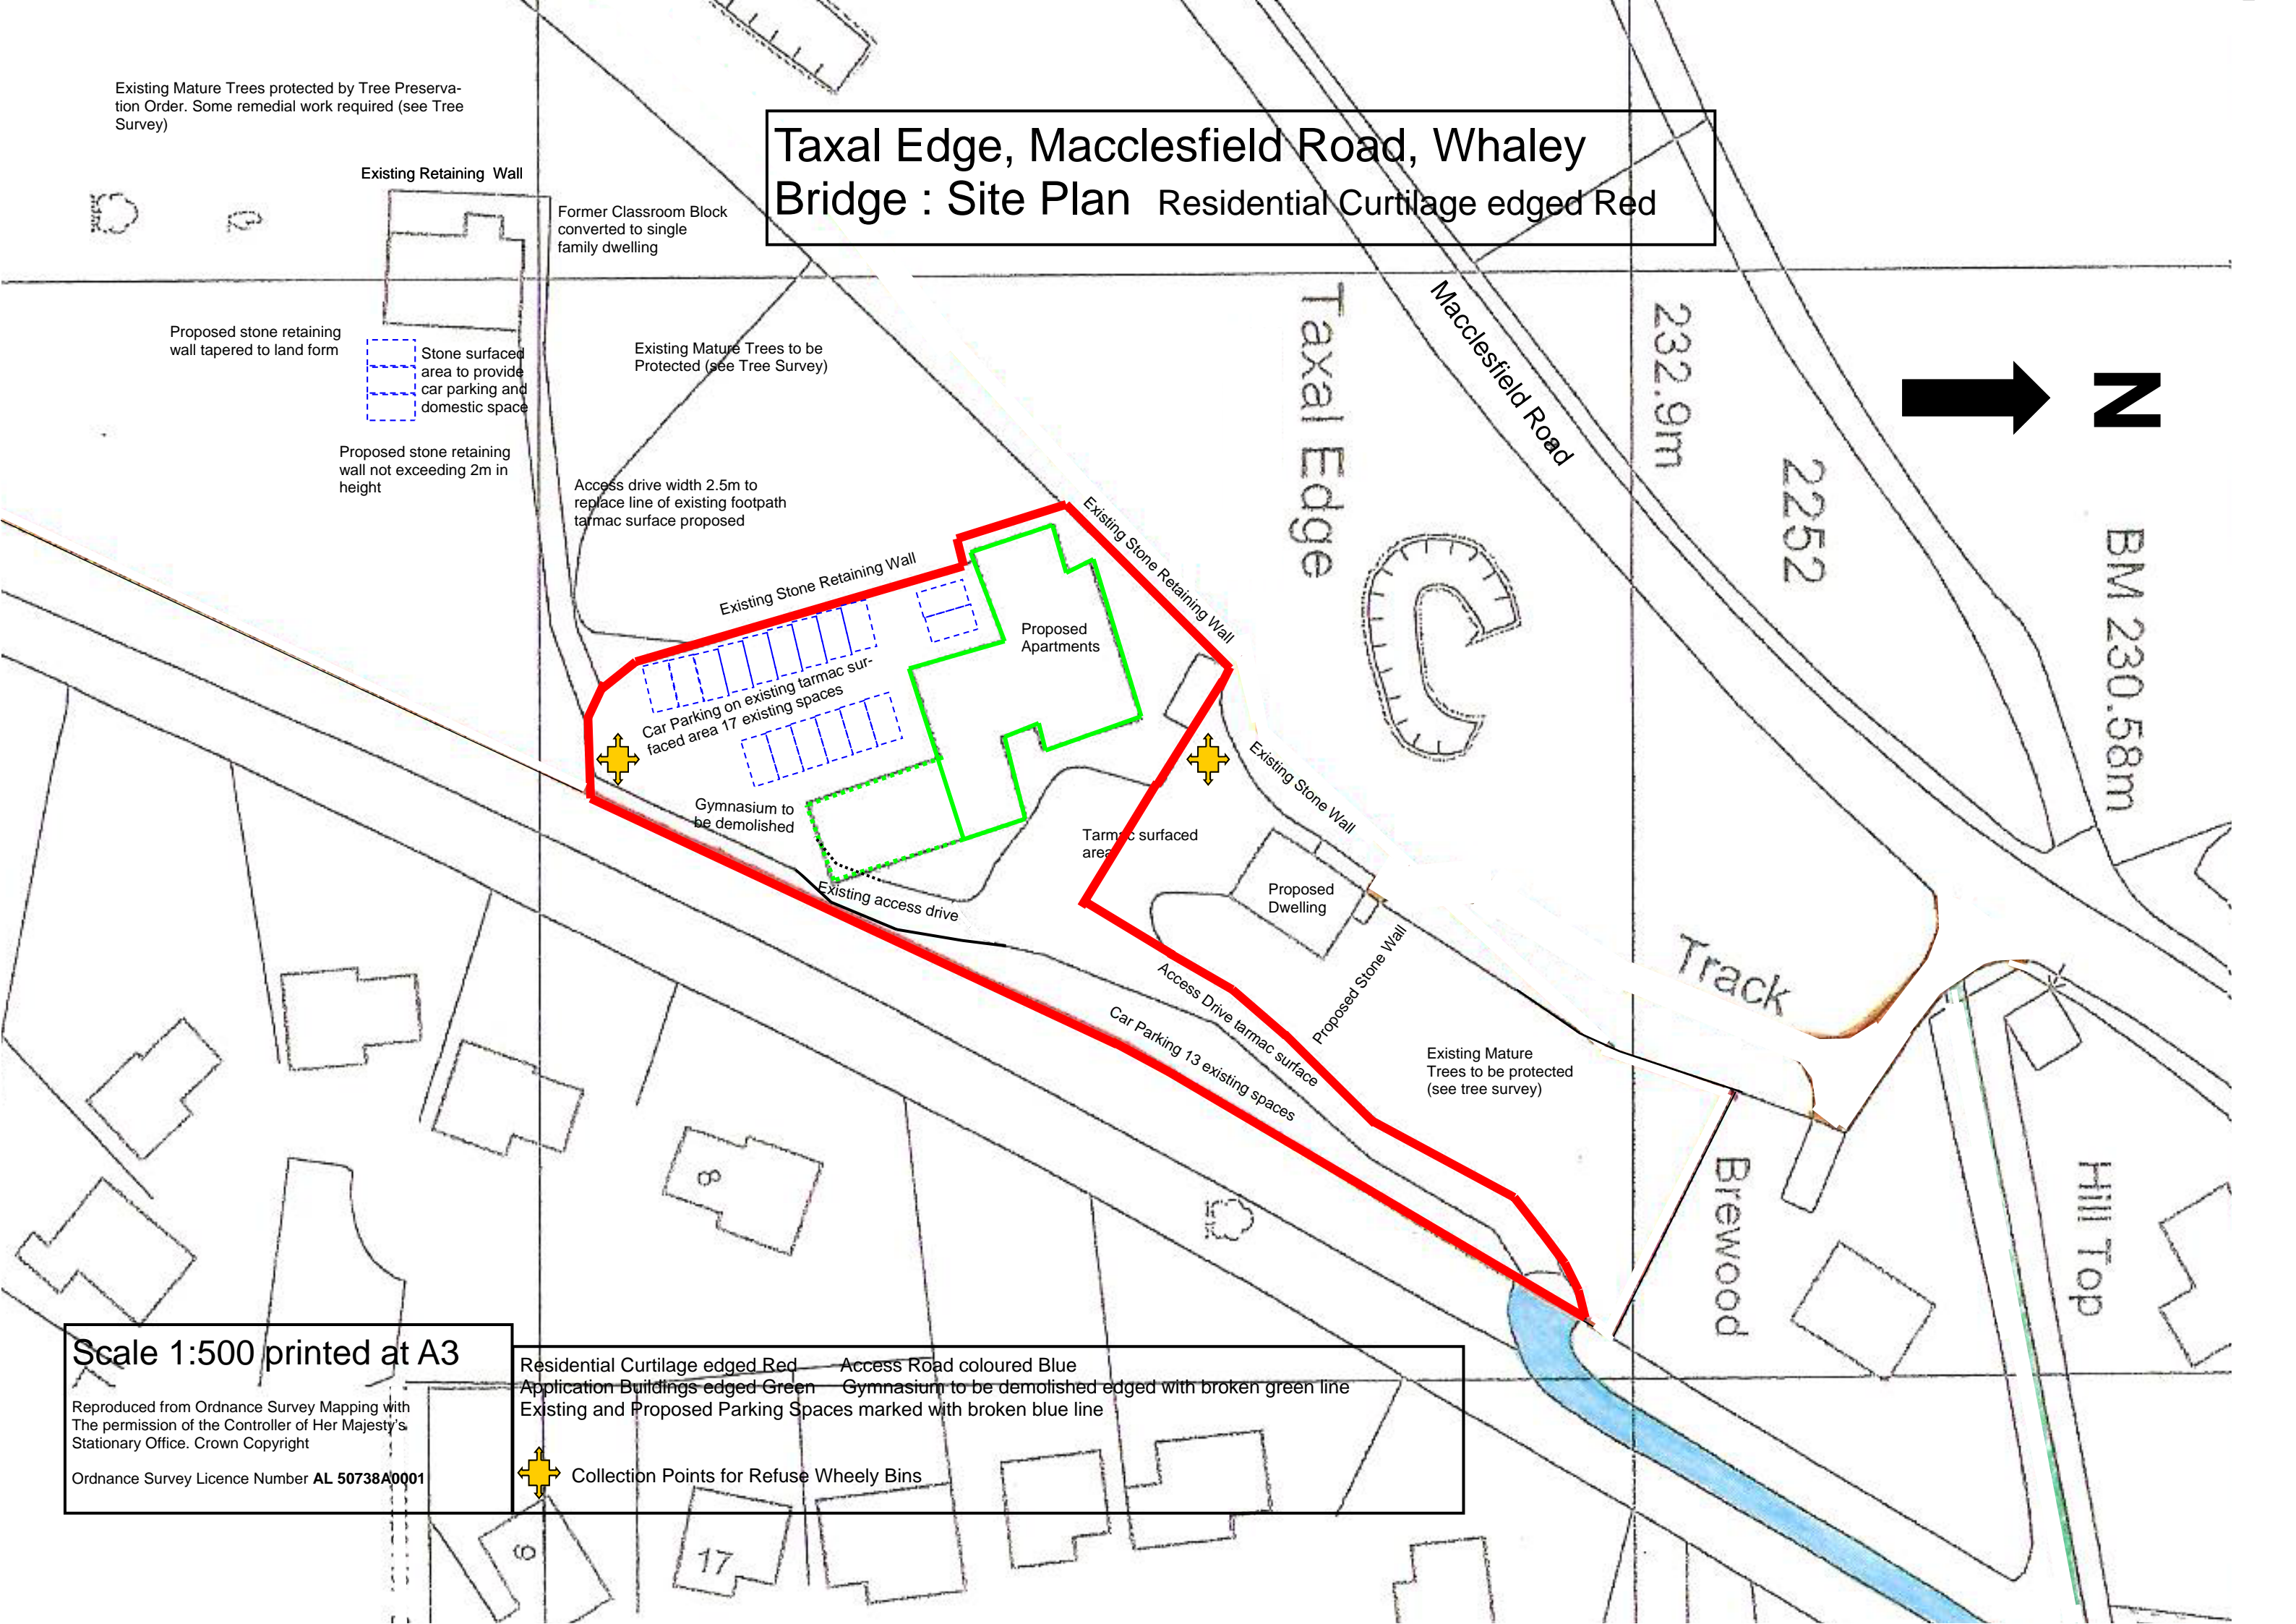 Existing Mature Trees protected by Tree Preserva-
tion Order. Some remedial work required (see Tree
Survey)
Taxal Edge, Macclesfield Road, Whaley
Bridge : Site Plan Residential Curtilage edged Red
Existing Retaining Wall
Former Classroom Block
converted to single
family dwelling
Proposed stone retaining
wall tapered to land form
Stone surfaced
area to provide
car parking and
domestic space
Existing Mature Trees to be
Protected (see Tree Survey)
Taxal Edge
Macclesfield Road
232.9m
2252
BM 230.58m
N
Proposed stone retaining
wall not exceeding 2m in
height
Access drive width 2.5m to
replace line of existing footpath
tarmac surface proposed
Existing Stone Retaining Wall
Existing Stone Retaining Wall
Proposed
Apartments
Car Parking on existing tarmac sur-
faced area 17 existing spaces
Existing Stone Wall
Gymnasium to
be demolished
Tarmac surfaced
area
Existing access drive
Proposed
Dwelling
Proposed Stone Wall
Track
Access Drive tarmac surface
Car Parking 13 existing spaces
Existing Mature
Trees to be protected
(see tree survey)
Brewood
Hill Top
8
Scale 1:500 printed at A3
Reproduced from Ordnance Survey Mapping with
The permission of the Controller of Her Majesty's
Stationary Office. Crown Copyright
Ordnance Survey Licence Number AL 50738A0001
Residential Curtilage edged Red Access Road coloured Blue
Application Buildings edged Green Gymnasium to be demolished edged with broken green line
Existing and Proposed Parking Spaces marked with broken blue line
Collection Points for Refuse Wheely Bins
17